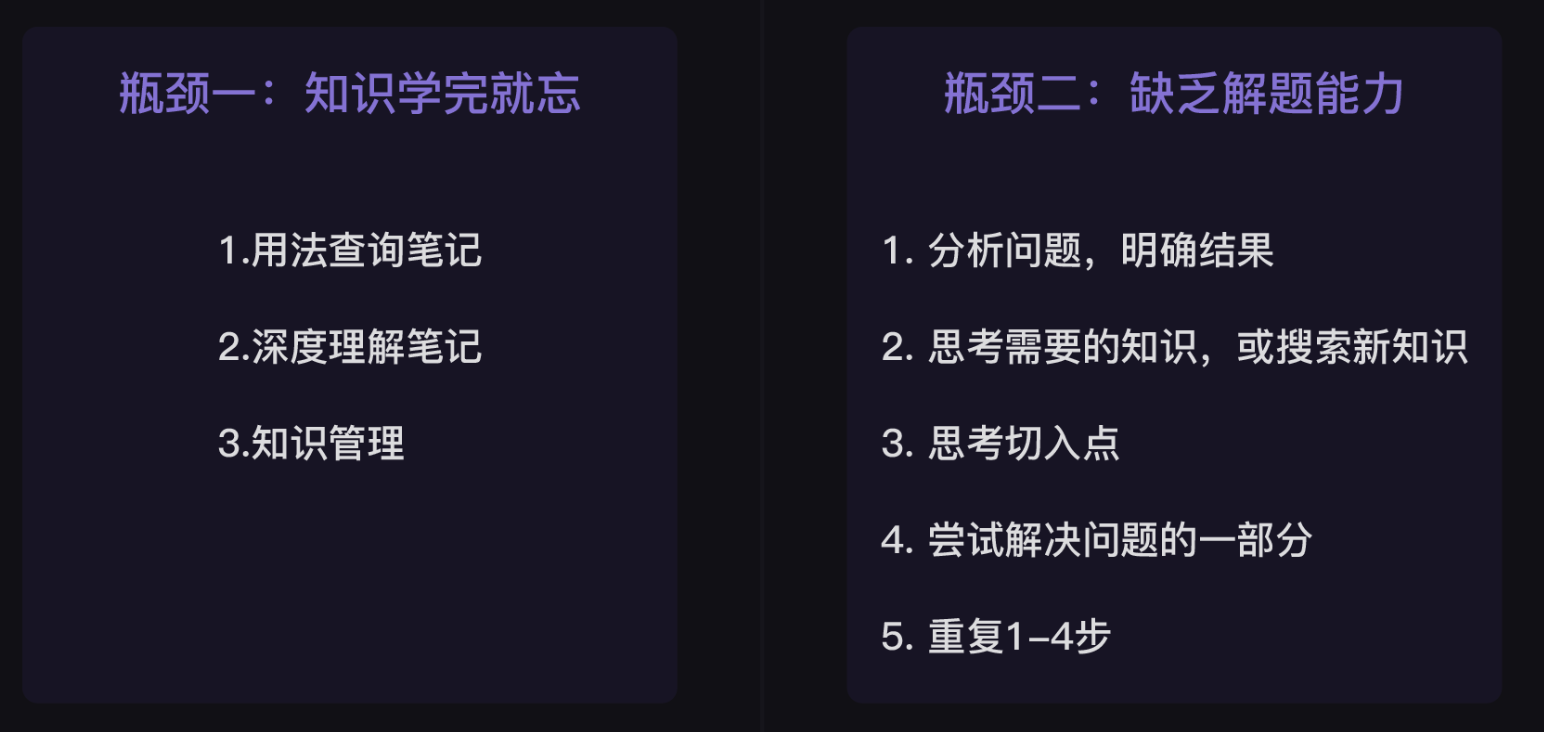 瓶颈一：知识学完就忘
1.用法查询笔记
2.深度理解笔记
3.知识管理
瓶颈二：缺乏解题能力
1. 分析问题，明确结果
2. 思考需要的知识，或搜索新知识
3. 思考切入点
4. 尝试解决问题的一部分
5. 重复1-4步